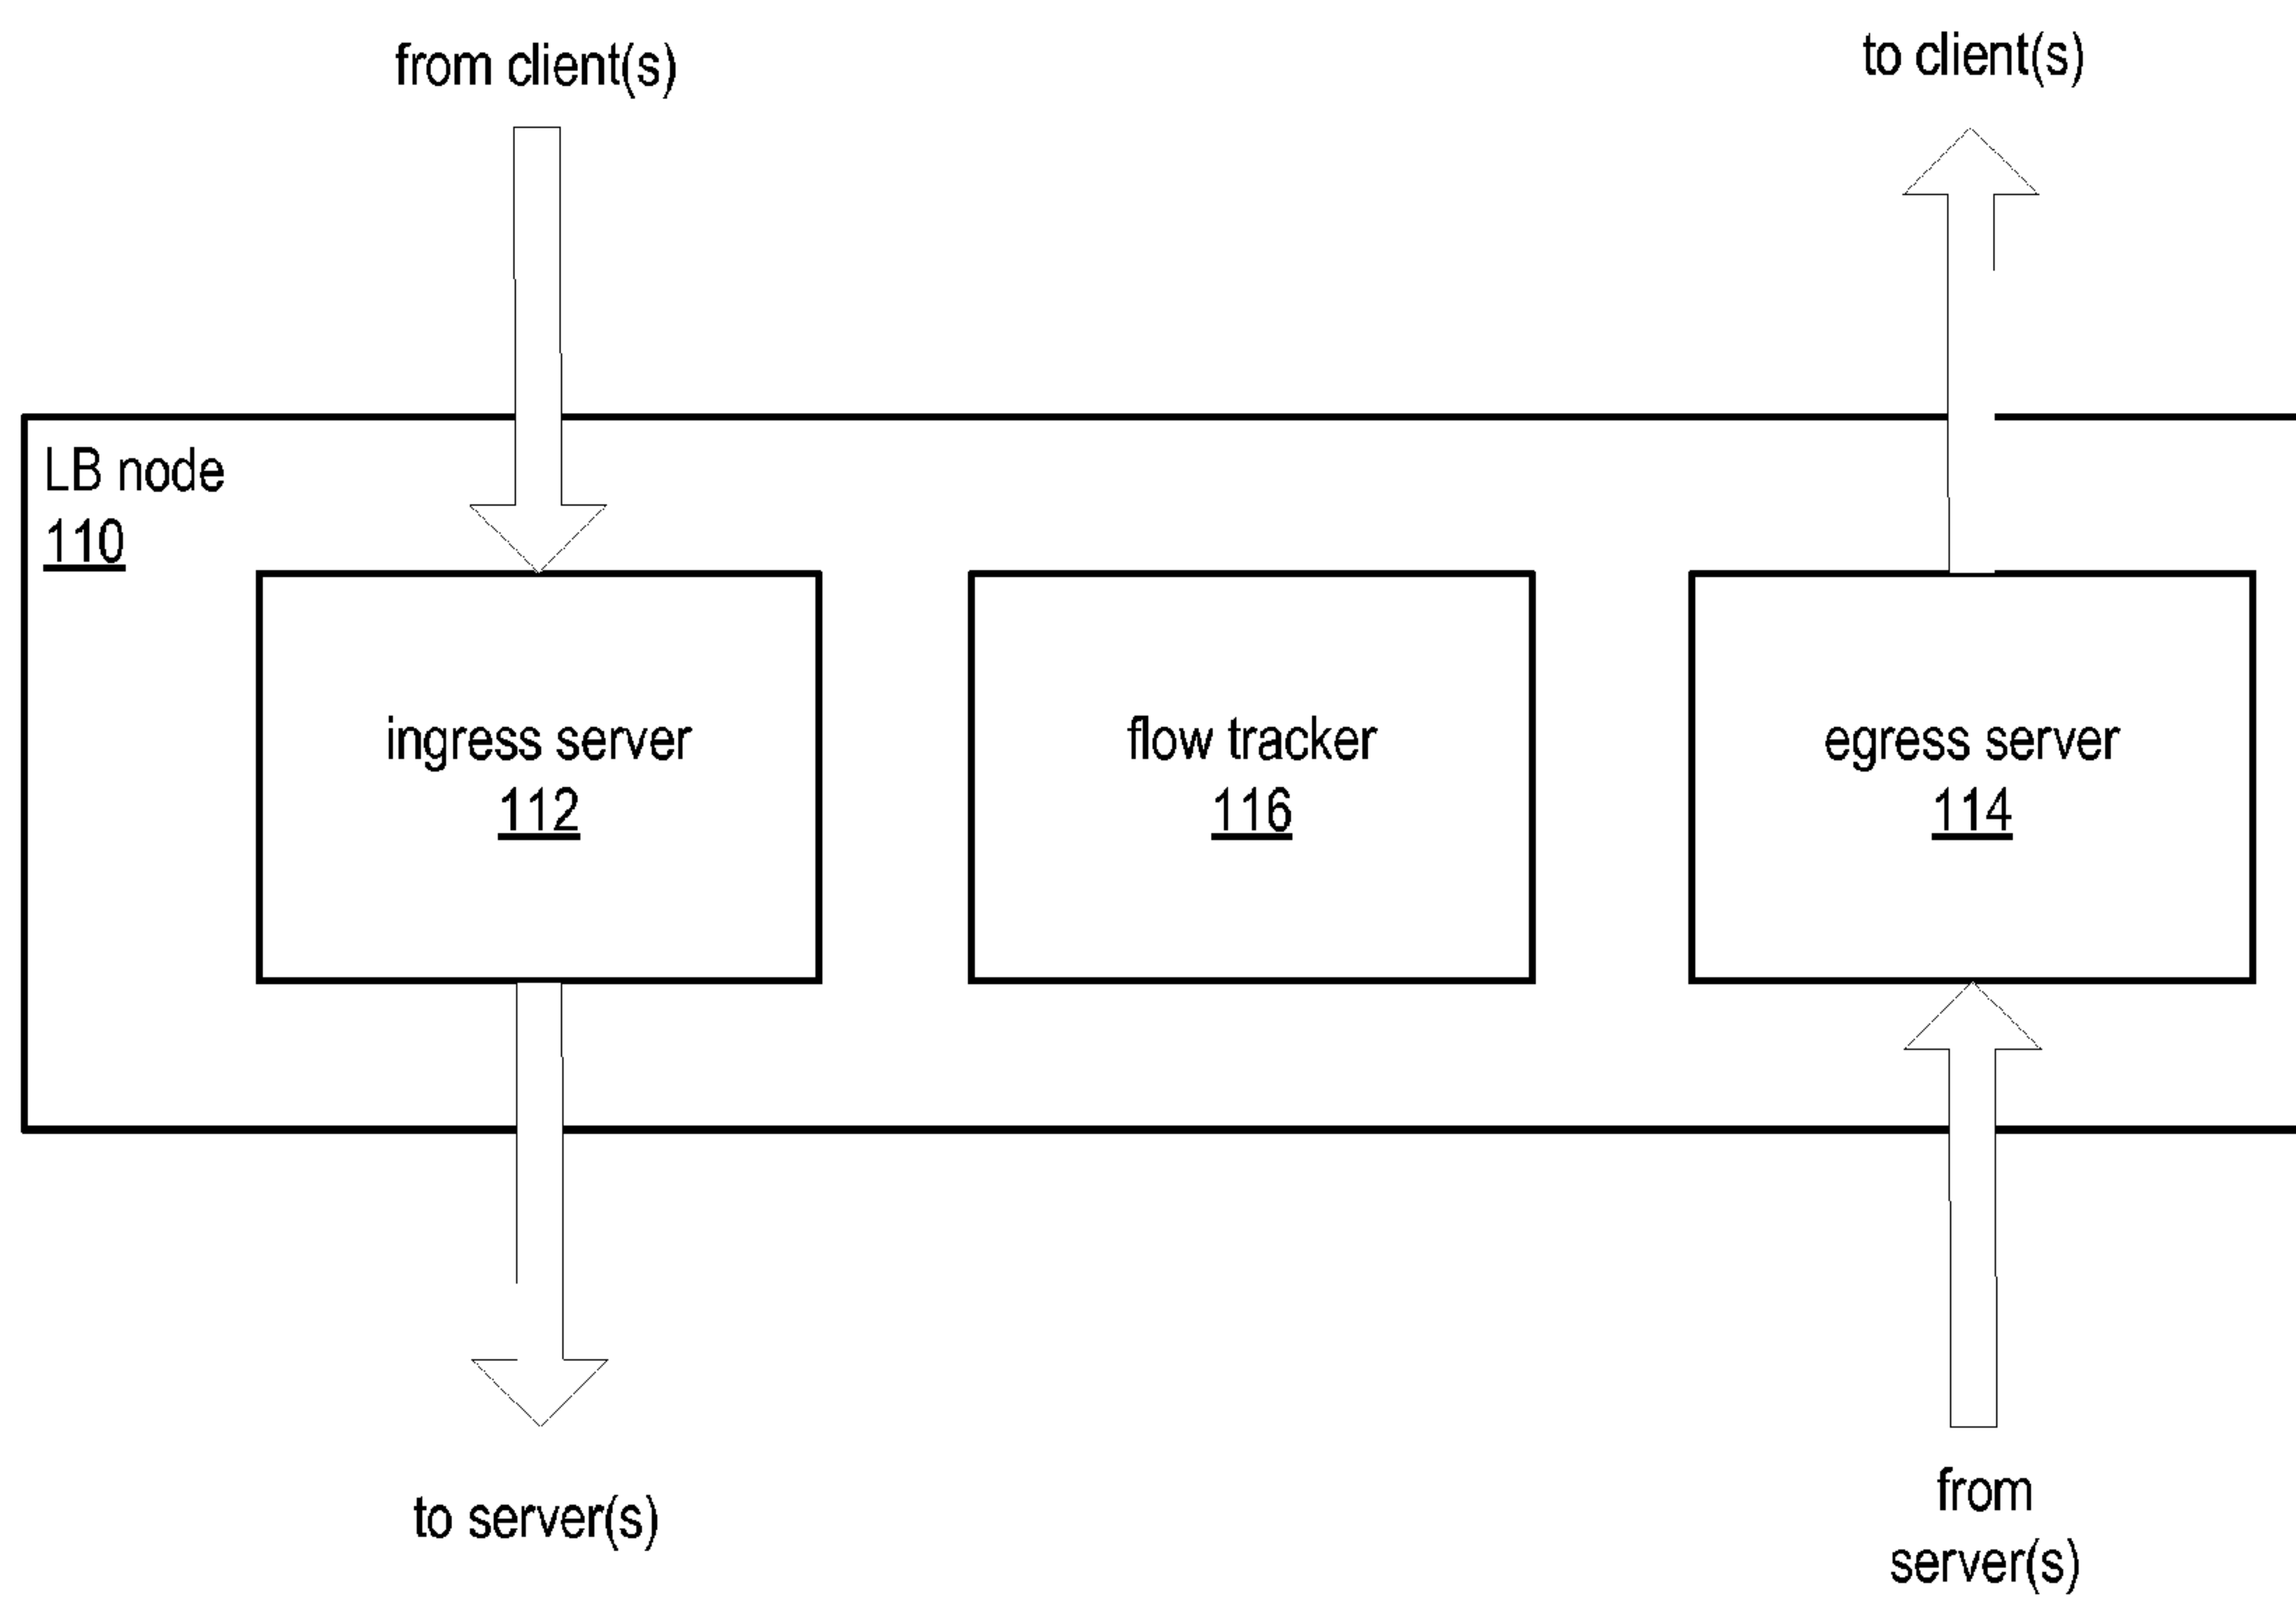 from client(s)
to client(s)
LB node
110
ingress server
112
flow tracker
116
egress server
114
to server(s)
from
server(s)